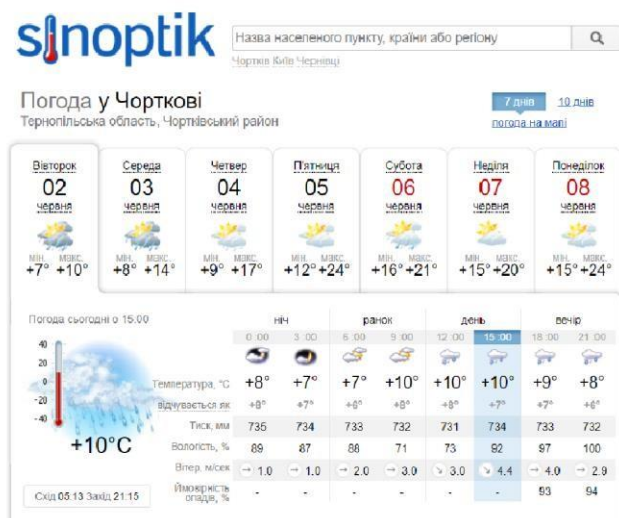 sinoptik
Назва населеного пункту, країни або регіону
Чортків Київ Чернівці
Погода у Чорткові
Тернопільська область, Чортківський район
7 днів 10 днів
погода на мапі
Вівторок Середа Четвер П'ятниця Субота Неділя Понеділок
02 03 04 05 06 07 08
червня червня червня червня червня червня червня
мін. макс. мін. макс. мін. макс. мін. макс. мін. макс. мін. макс. мін. макс.
+7° +10° +8° +14° +9° +17° +12° +24° +16° +21° +15° +20° +15° +24°
Погода сьогодні о 15:00
ніч ранок день вечір
0 :00 3 :00 6 :00 9 :00 12 :00 15 :00 18 :00 21 :00
40
20
0
-20
-40
Температура, °C +8° +7° +7° +10° +10° +10° +9° +8°
відчувається як +8° +7° +6° +8° +8° +7° +7° +6°
Тиск, мм 735 734 733 732 731 734 733 732
+10°C
Вологість, % 89 87 88 71 73 92 97 100
Вітер, м/сек 1.0 1.0 2.0 3.0 3.0 4.4 4.0 2.9
Ймовірність
опадів, % - - - - - - 93 94
Схід 05:13 Захід 21:15